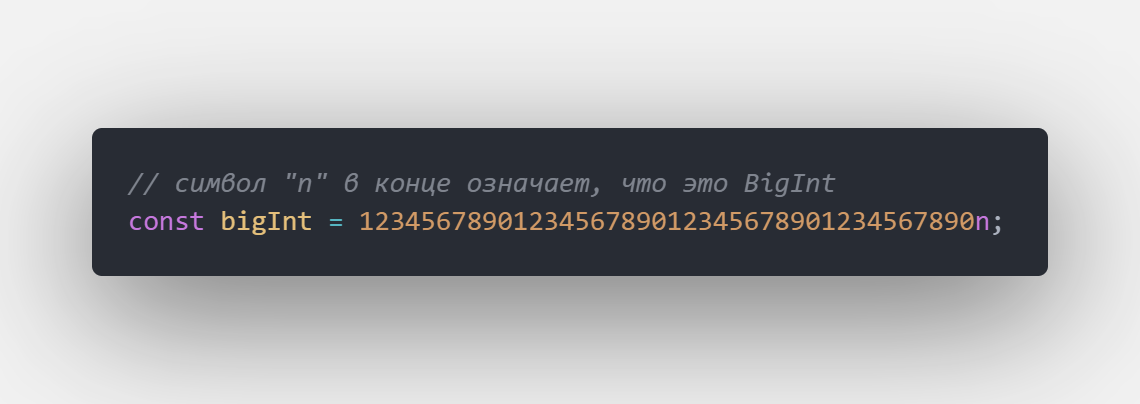 // символ "n" в конце означает, что это BigInt
const bigInt = 1234567890123456789012345678901234567890n;